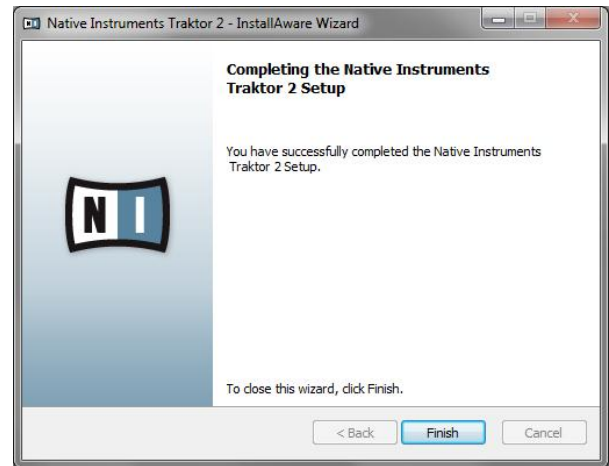 Native Instruments Traktor 2 - InstallAware Wizard
Completing the Native Instruments
Traktor 2 Setup
You have successfully completed the Native Instruments
Traktor 2 Setup.
NI
To close this wizard, click Finish.
< Back Finish Cancel